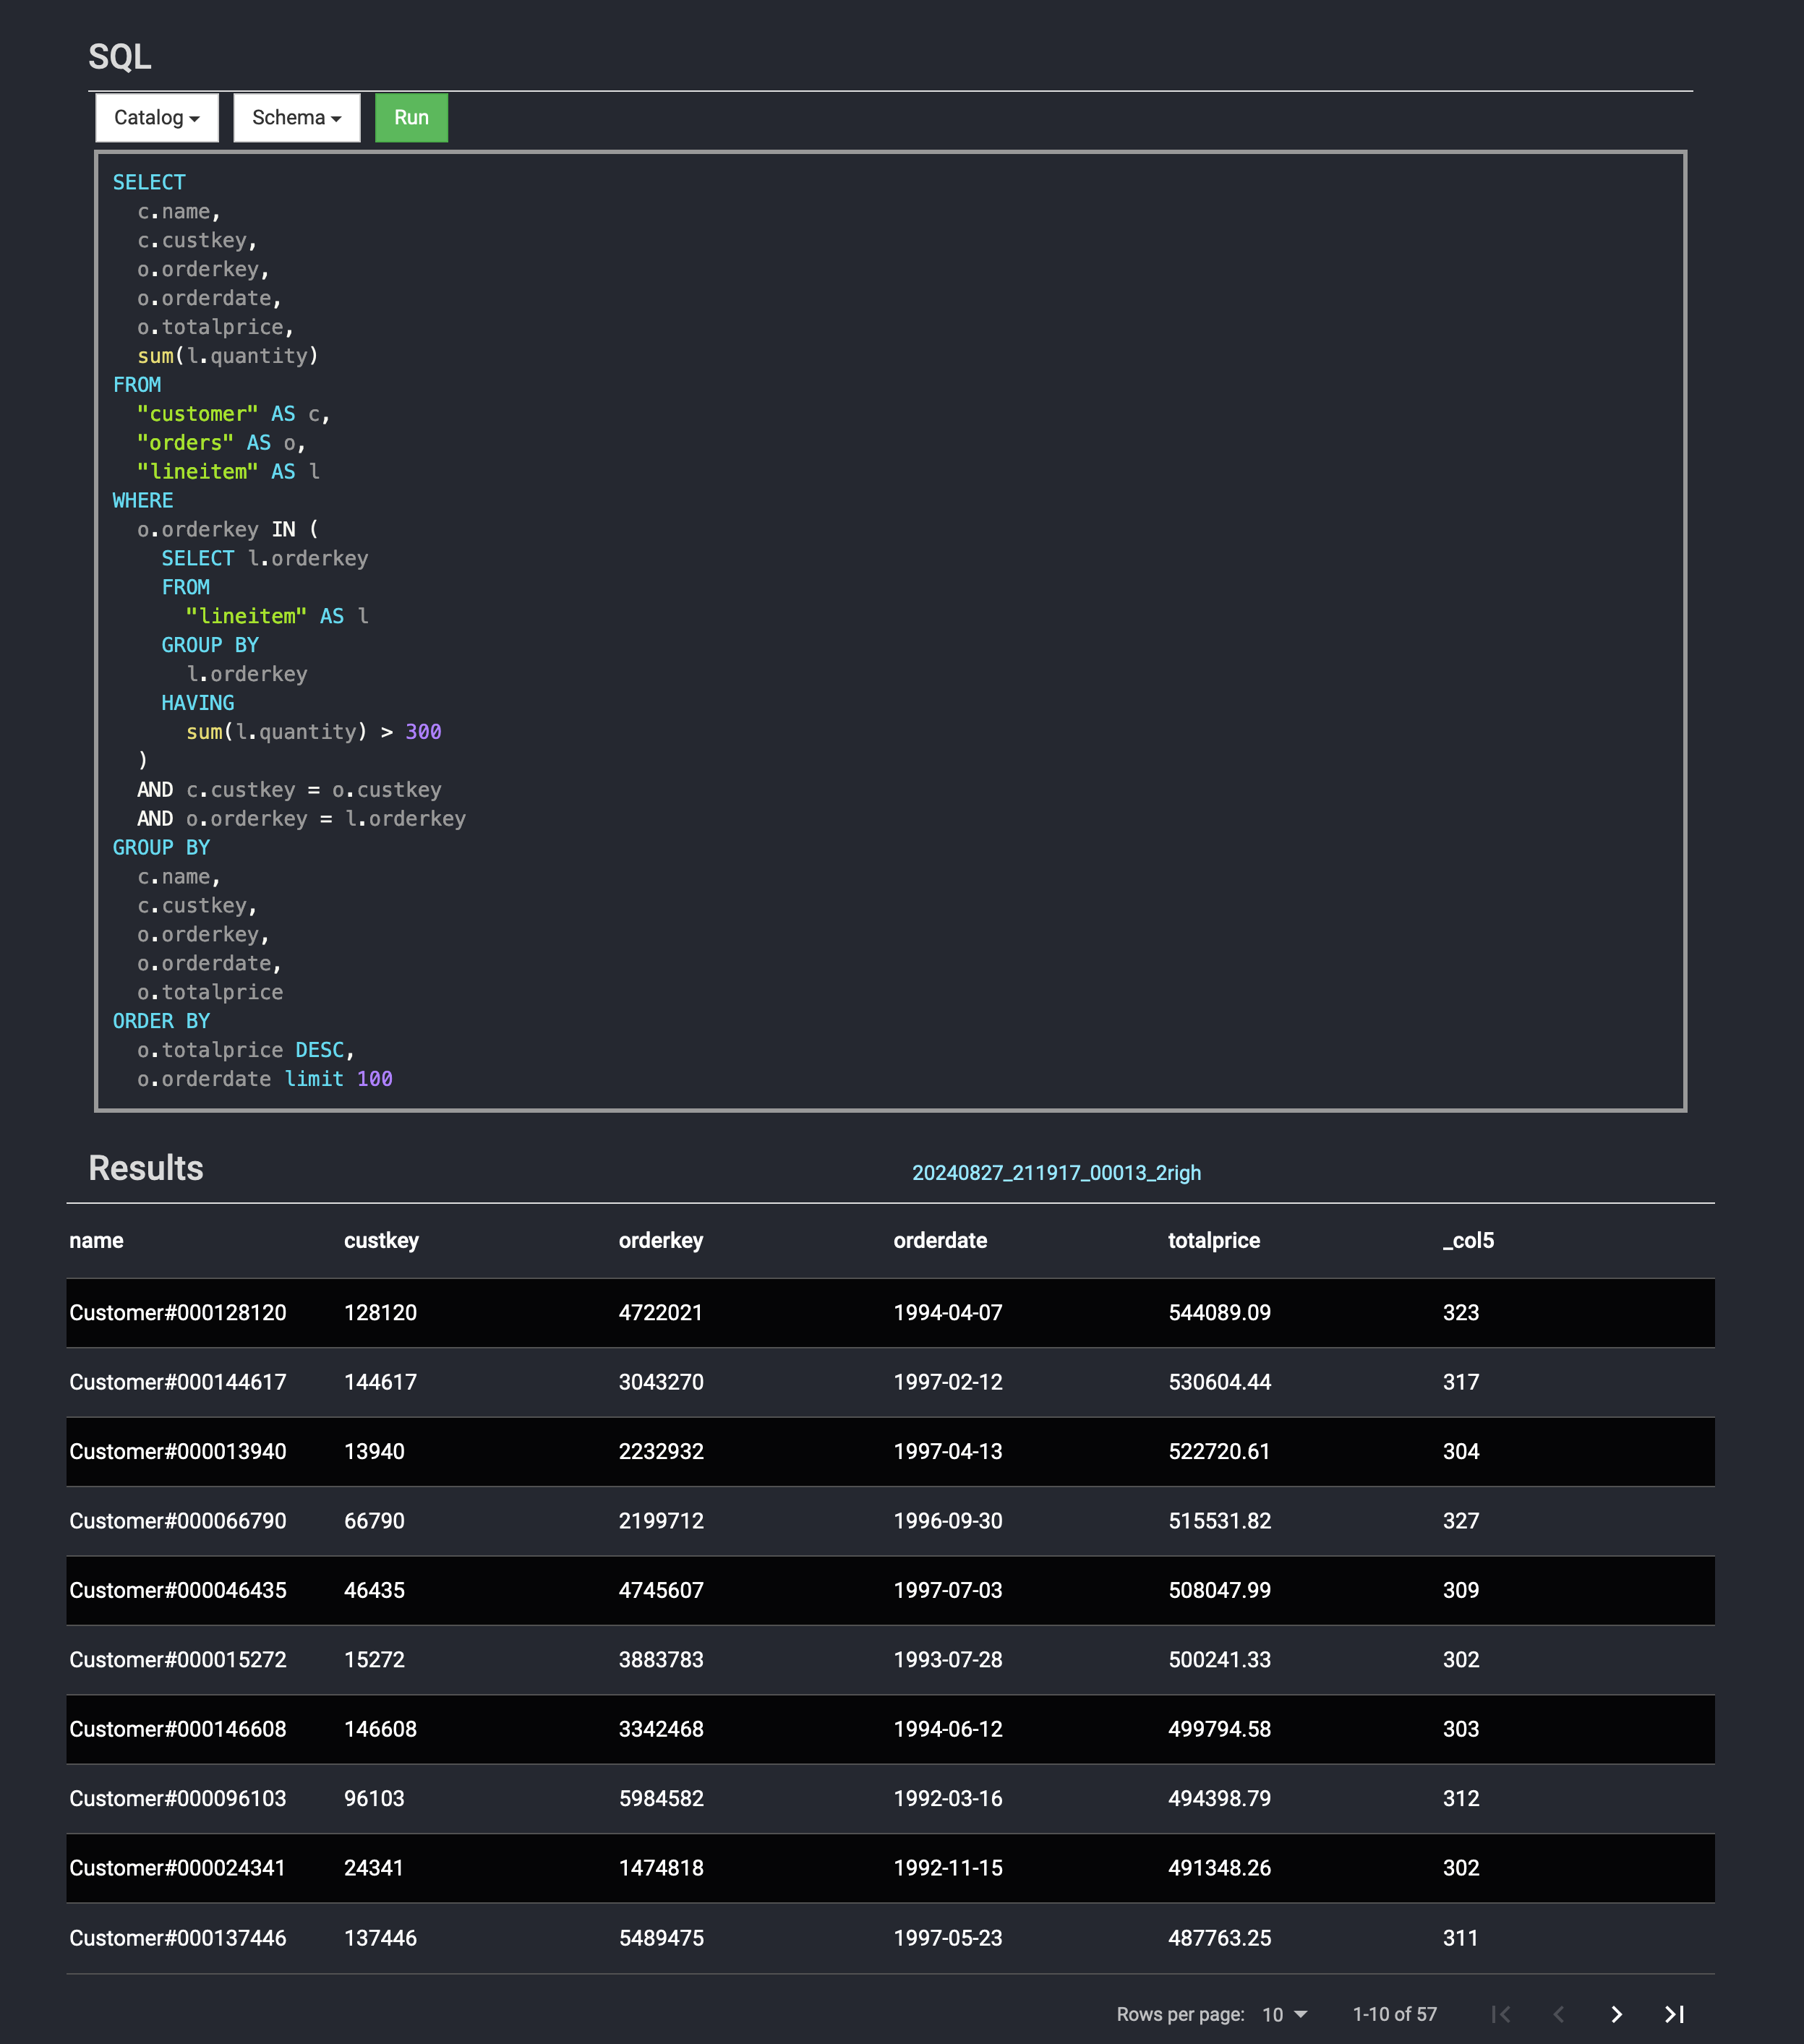 SQL
Catalog Schema Run
SELECT
c.name,
c.custkey,
o.orderkey,
o.orderdate,
o.totalprice,
sum(l.quantity)
FROM
"customer" AS c,
"orders" AS o,
"lineitem" AS l
WHERE
o.orderkey IN (
SELECT l.orderkey
FROM
"lineitem" AS l
GROUP BY
l.orderkey
HAVING
sum(l.quantity) > 300
)
AND c.custkey = o.custkey
AND o.orderkey = l.orderkey
GROUP BY
c.name,
c.custkey,
o.orderkey,
o.orderdate,
o.totalprice
ORDER BY
o.totalprice DESC,
o.orderdate limit 100
Results 20240827_211917_00013_2righ
name custkey orderkey orderdate totalprice _col5
Customer#000128120 128120 4722021 1994-04-07 544089.09 323
Customer#000144617 144617 3043270 1997-02-12 530604.44 317
Customer#000013940 13940 2232932 1997-04-13 522720.61 304
Customer#000066790 66790 2199712 1996-09-30 515531.82 327
Customer#000046435 46435 4745607 1997-07-03 508047.99 309
Customer#000015272 15272 3883783 1993-07-28 500241.33 302
Customer#000146608 146608 3342468 1994-06-12 499794.58 303
Customer#000096103 96103 5984582 1992-03-16 494398.79 312
Customer#000024341 24341 1474818 1992-11-15 491348.26 302
Customer#000137446 137446 5489475 1997-05-23 487763.25 311
Rows per page: 10 1-10 of 57